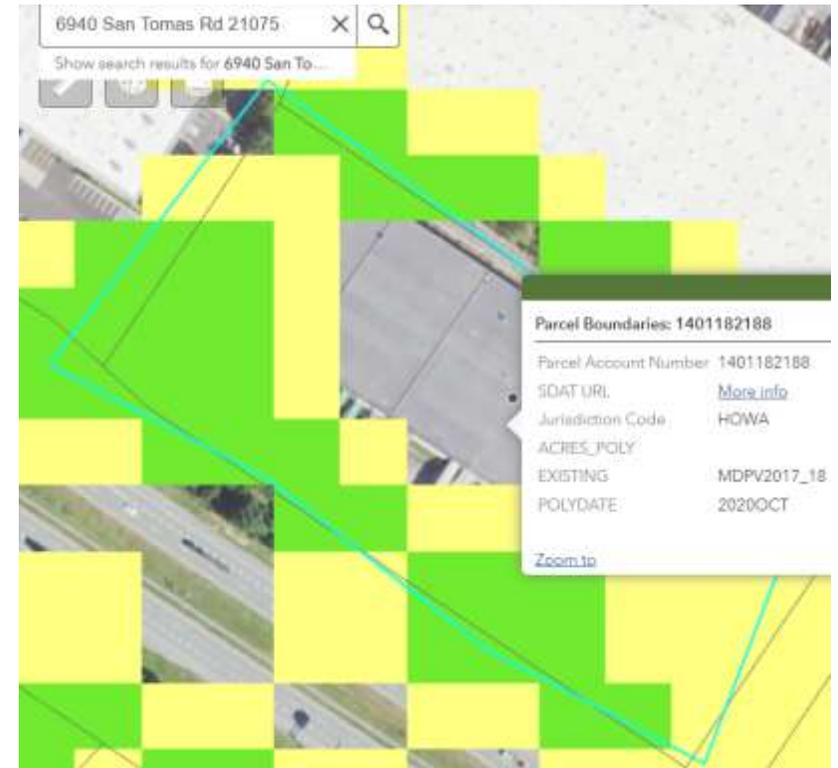 6940 San Tomas Rd 21075
Show search results for 6940 San To...
Parcel Boundaries: 1401182188
Parcel Account Number 1401182188
SDAT URL More info
Jurisdiction Code HOWA
ACRES_POLY
EXISTING MDPV2017_18
POLYDATE 2020OCT
Zoom to